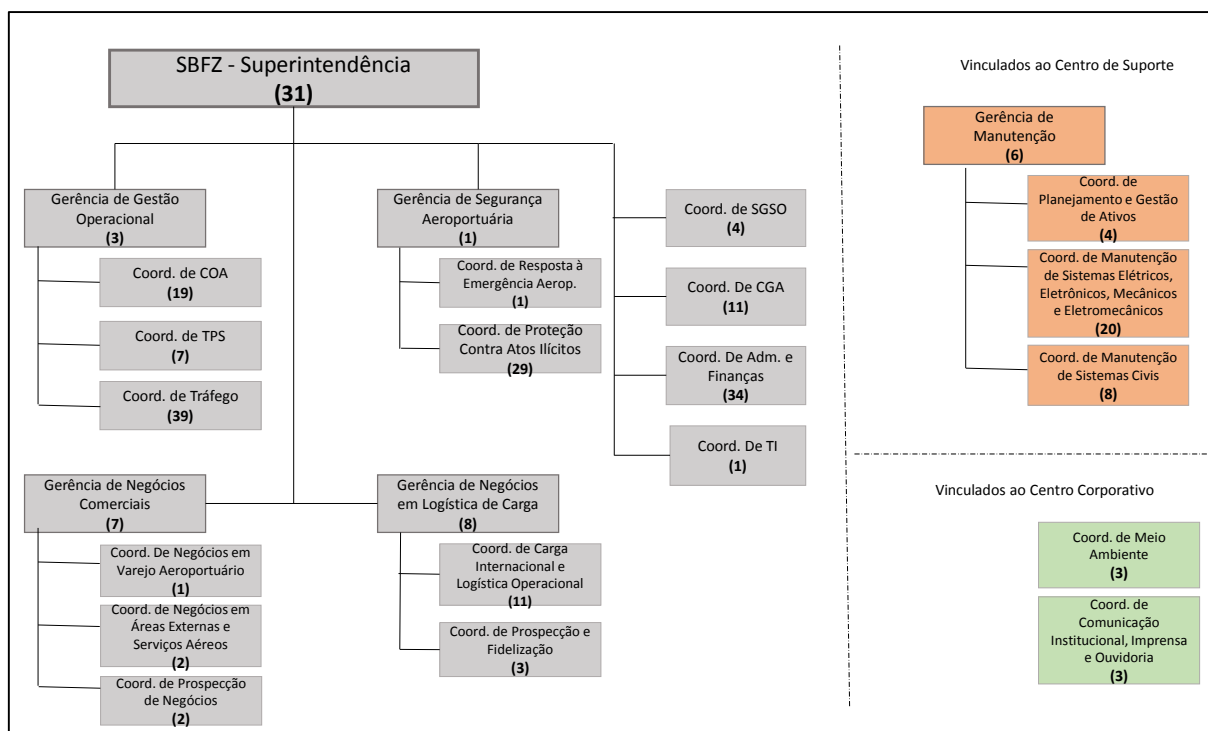 SBFZ - Superintendência
(31)
Gerência de Gestão
Operacional
(3)
Coord. de COA
(19)
Coord. de TPS
(7)
Coord. de Tráfego
(39)
Gerência de Segurança
Aeroportuária
(1)
Coord. de Resposta à
Emergência Aerop.
(1)
Coord. de Proteção
Contra Atos Ilícitos
(29)
Coord. de SGSO
(4)
Coord. De CGA
(11)
Coord. De Adm. e
Finanças
(34)
Coord. De TI
(1)
Gerência de Negócios
Comerciais
(7)
Coord. De Negócios em
Varejo Aeroportuário
(1)
Coord. de Negócios em
Áreas Externas e
Serviços Aéreos
(2)
Coord. de Prospecção
de Negócios
(2)
Gerência de Negócios
em Logística de Carga
(8)
Coord. de Carga
Internacional e
Logística Operacional
(11)
Coord. de Prospecção e
Fidelização
(3)
Vinculados ao Centro de Suporte
Gerência de
Manutenção
(6)
Coord. de
Planejamento e Gestão
de Ativos
(4)
Coord. de Manutenção
de Sistemas Elétricos,
Eletrônicos, Mecânicos
e Eletromecânicos
(20)
Coord. de Manutenção
de Sistemas Civis
(8)
Vinculados ao Centro Corporativo
Coord. de Meio
Ambiente
(3)
Coord. de
Comunicação
Institucional, Imprensa
e Ouvidoria
(3)